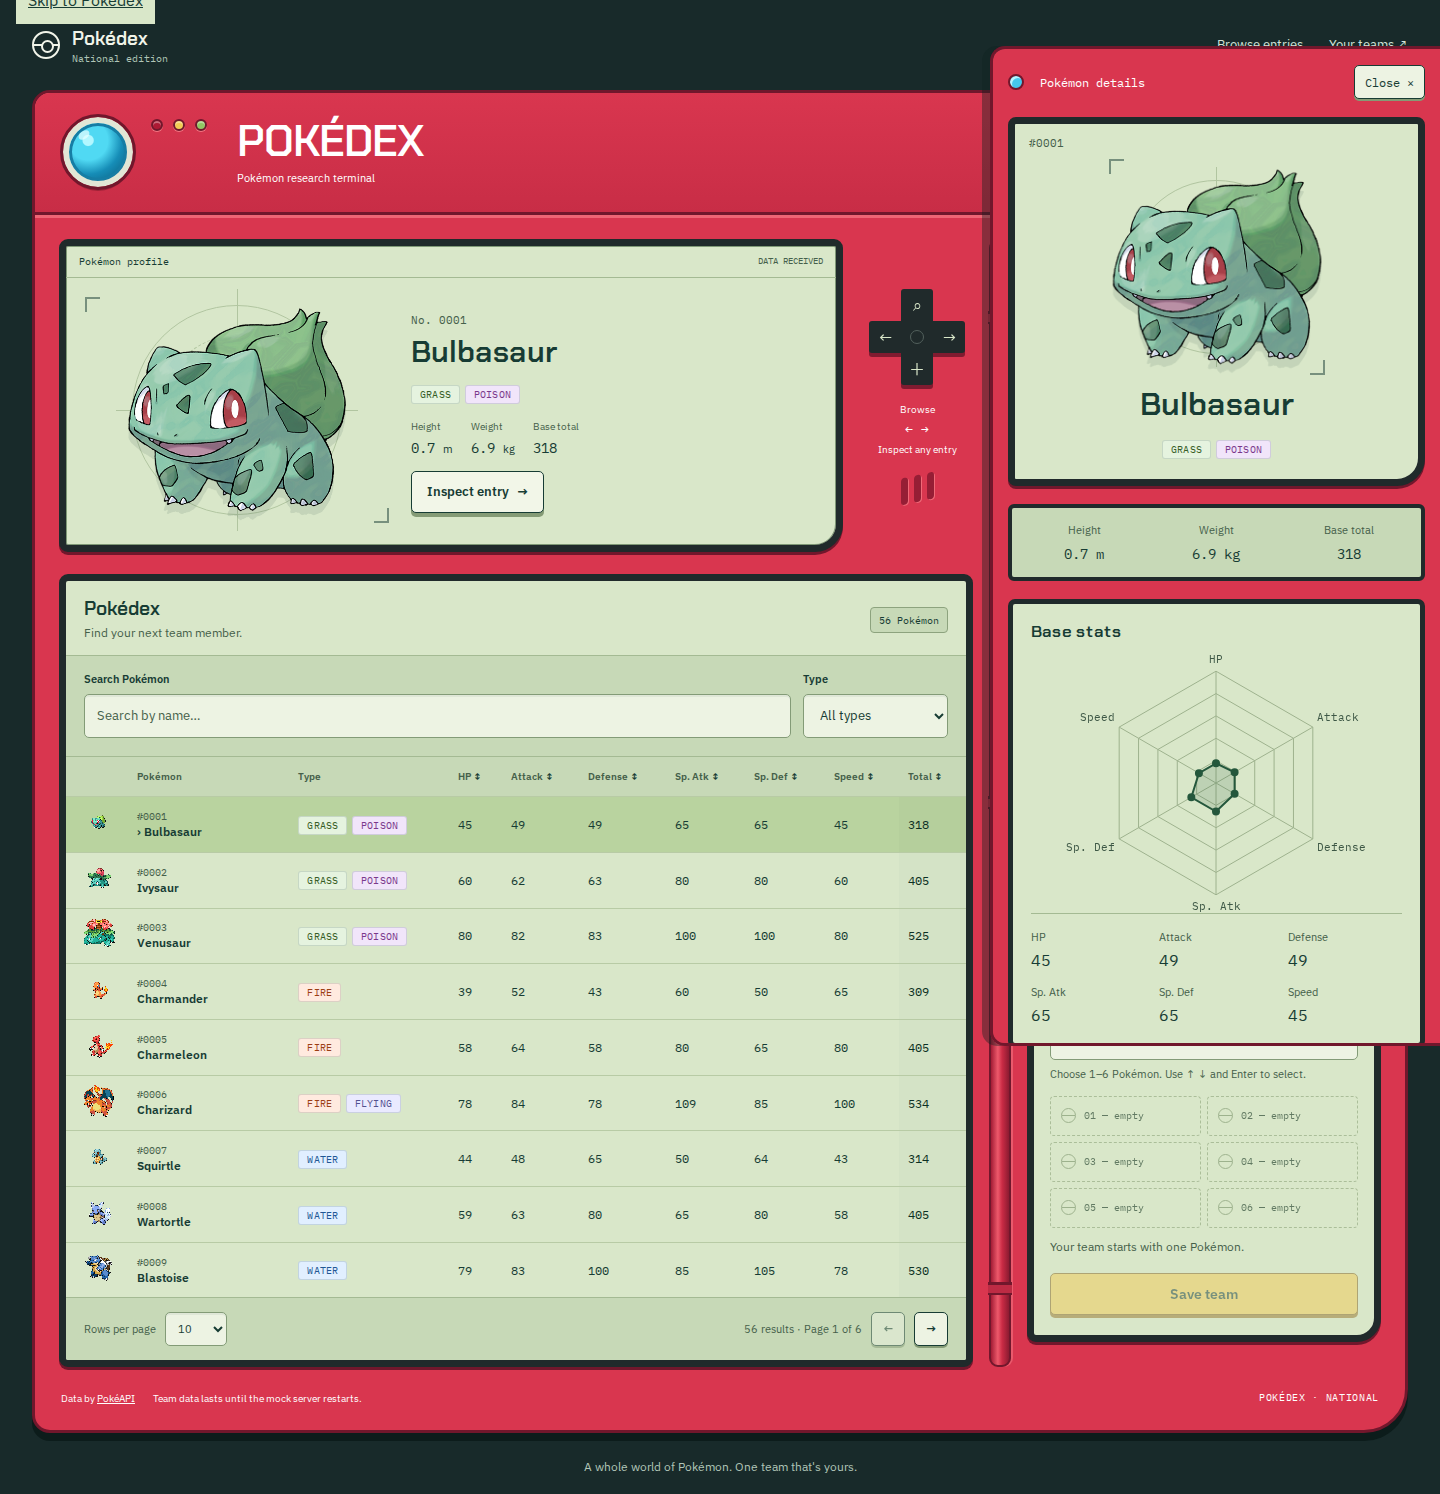 Skip to Pokédex
Pokédex
National edition
Browse entries Your teams ↗
POKÉDEX
Pokémon research terminal
Pokémon profile
DATA RECEIVED
No. 0001
Bulbasaur
GRASS POISON
Height Weight Base total
0.7 m 6.9 kg 318
Inspect entry →
Browse
← →
Inspect any entry
Pokédex
Find your next team member.
56 Pokémon
Search Pokémon
Search by name...
Type
All types
Pokémon Type HP ↕ Attack ↕ Defense ↕ Sp. Atk ↕ Sp. Def ↕ Speed ↕ Total ↕
#0001
› Bulbasaur GRASS POISON 45 49 49 65 65 45 318
#0002
Ivysaur GRASS POISON 60 62 63 80 80 60 405
#0003
Venusaur GRASS POISON 80 82 83 100 100 80 525
#0004
Charmander FIRE 39 52 43 60 50 65 309
#0005
Charmeleon FIRE 58 64 58 80 65 80 405
#0006
Charizard FIRE FLYING 78 84 78 109 85 100 534
#0007
Squirtle WATER 44 48 65 50 64 43 314
#0008
Wartortle WATER 59 63 80 65 80 58 405
#0009
Blastoise WATER 79 83 100 85 105 78 530
Rows per page 10
56 results · Page 1 of 6 ← →
Pokémon details
Close ×
#0001
Bulbasaur
GRASS POISON
Height Weight Base total
0.7 m 6.9 kg 318
Base stats
HP
Speed Attack
Sp. Def Defense
Sp. Atk
HP Attack Defense
45 49 49
Sp. Atk Sp. Def Speed
65 65 45
Choose 1–6 Pokémon. Use ↑ ↓ and Enter to select.
01 — empty 02 — empty
03 — empty 04 — empty
05 — empty 06 — empty
Your team starts with one Pokémon.
Save team
Data by PokéAPI Team data lasts until the mock server restarts.
POKÉDEX · NATIONAL
A whole world of Pokémon. One team that's yours.